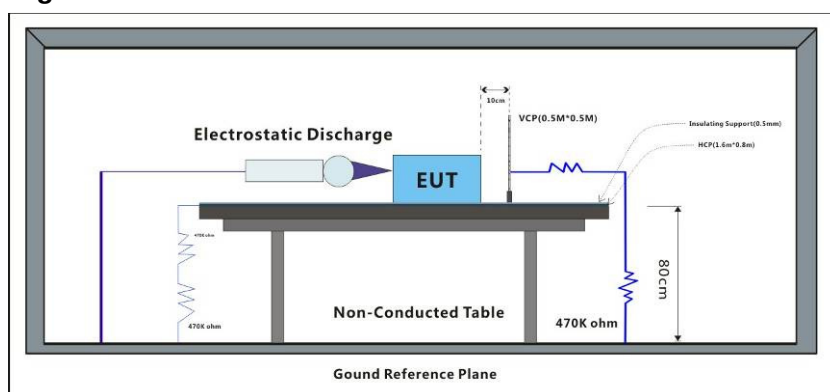 10cm
VCP(0.5M*0.5M)
Insulating Support(0.5mm)
Electrostatic Discharge
HCP(1.6m*0.8m)
EUT
470K ohm
80cm
Non-Conducted Table
470K ohm
470K ohm
Gound Reference Plane